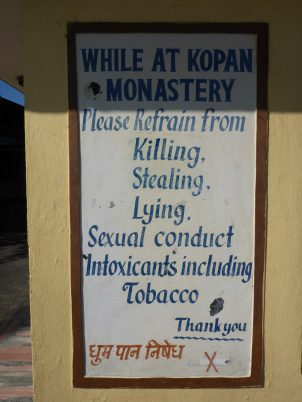 WHILE AT KOPAN
MONASTERY
Please Refrain from
Killing,
Stealing,
Lying,
Sexual conduct
Intoxicants including
Tobacco
Thank you
धुम्र पान निषेध X